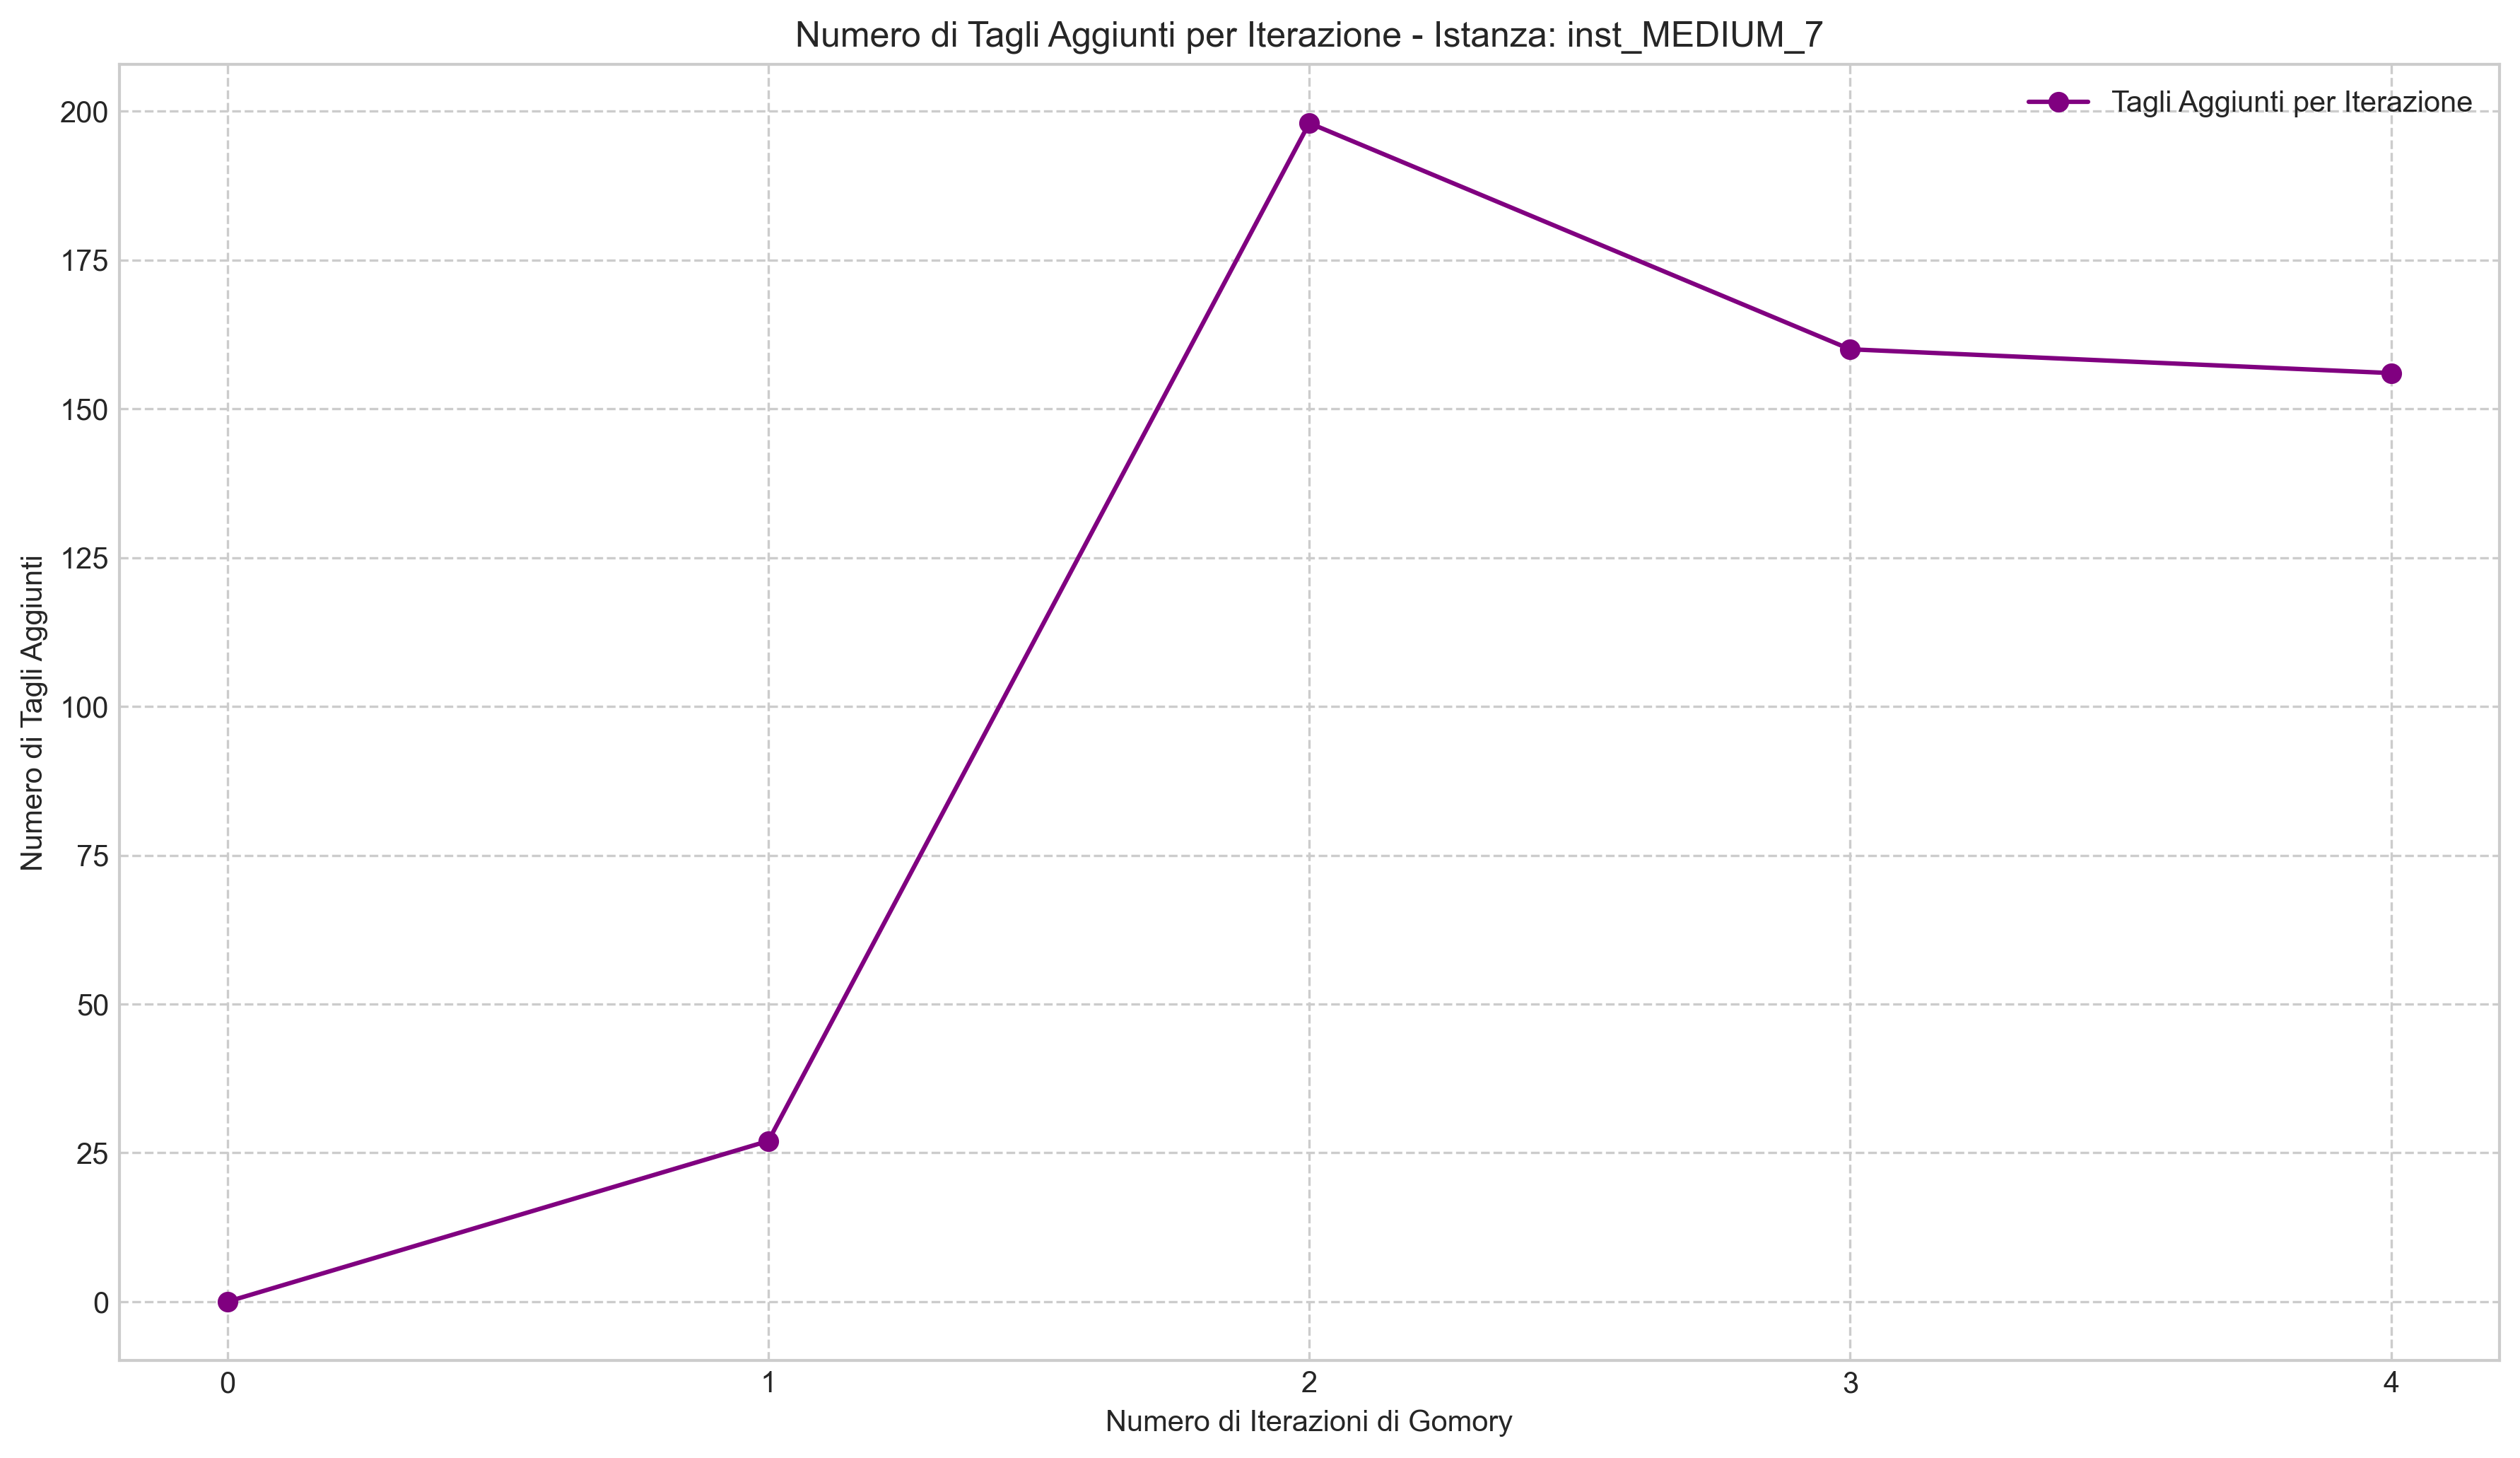 Numero di Tagli Aggiunti per Iterazione - Istanza: inst_MEDIUM_7
Tagli Aggiunti per Iterazione
Numero di Tagli Aggiunti
200
175
150
125
100
75
50
25
0
0 1 2 3 4
Numero di Iterazioni di Gomory